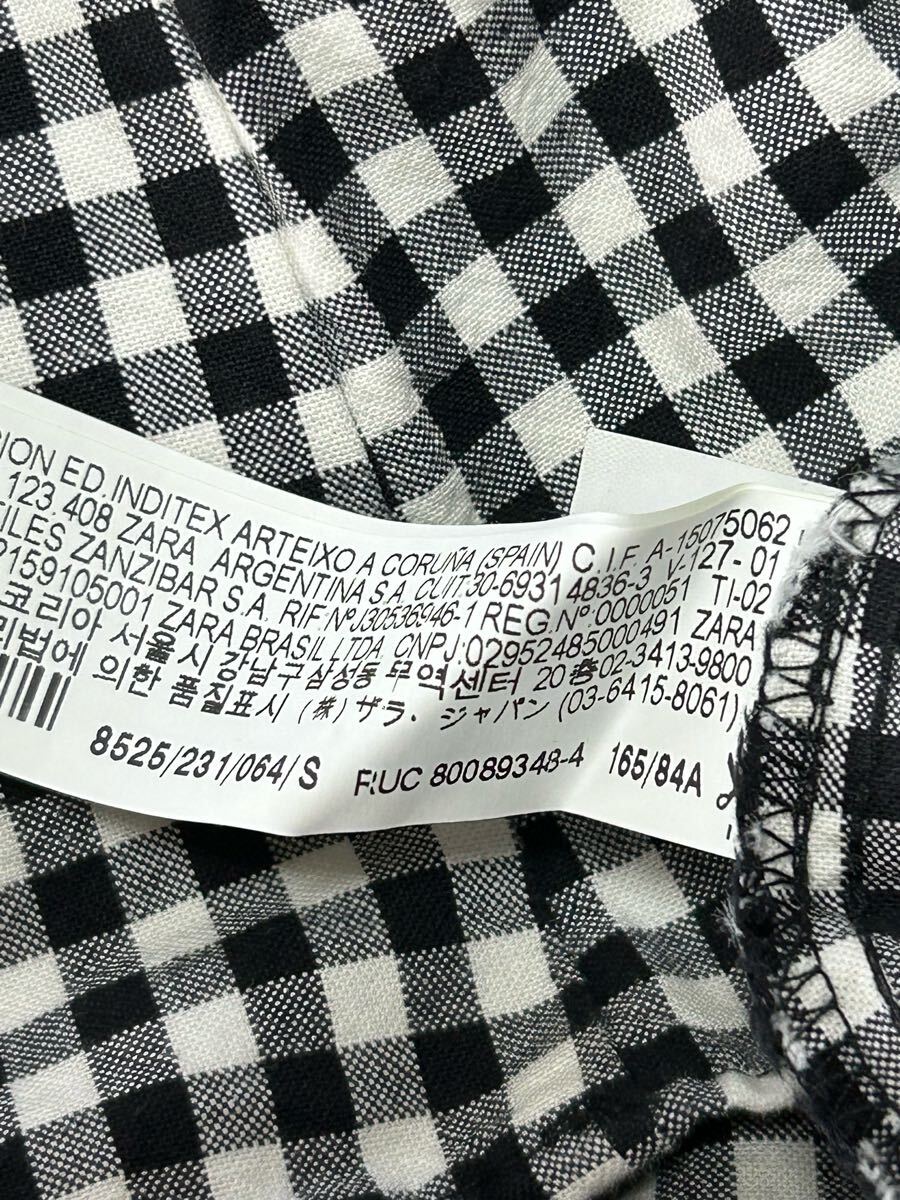 ION ED.INDITEX ARTEIXO A CORUÑA (SPAIN) C.I.F. A-15075062
123.408 ZARA ARGENTINA S.A. CUIT:30-69314836-3 V-127-01
ZANZIBAR S.A. RIF.Nº:J30536946-1 REG.Nº:0000051 TI-02
159105001 ZARA BRASIL LTDA. CNPJ:02952485000491 ZARA
코리아 서울시 강남구 삼성동 무역센터 20층 02-3413-9800
법에 의한 품질표시 (株) ザラ・ジャパン (03-6415-8061)
8525/231/064/S RUC 80089348-4 165/84A